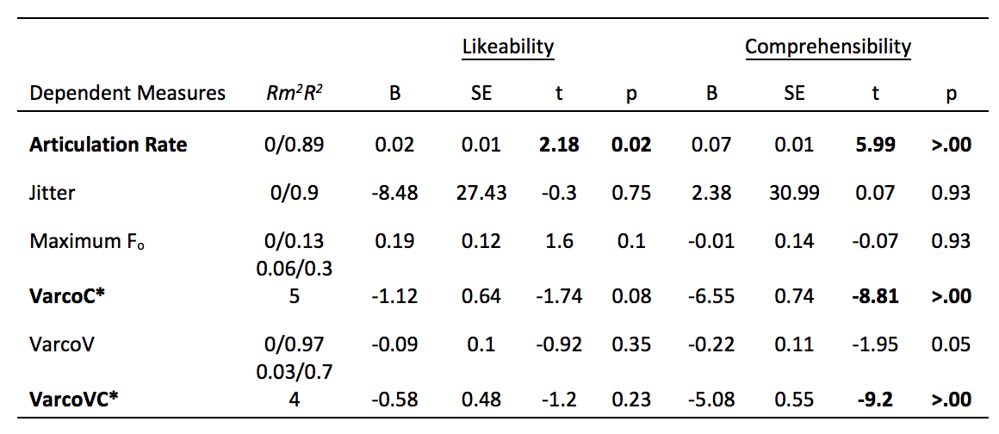 Likeability Comprehensibility
Dependent Measures Rm²R² B SE t p B SE t p
Articulation Rate 0/0.89 0.02 0.01 2.18 0.02 0.07 0.01 5.99 >.00
Jitter 0/0.9 -8.48 27.43 -0.3 0.75 2.38 30.99 0.07 0.93
Maximum Fₒ 0/0.13 0.19 0.12 1.6 0.1 -0.01 0.14 -0.07 0.93
0.06/0.3
VarcoC* 5 -1.12 0.64 -1.74 0.08 -6.55 0.74 -8.81 >.00
VarcoV 0/0.97 -0.09 0.1 -0.92 0.35 -0.22 0.11 -1.95 0.05
0.03/0.7
VarcoVC* 4 -0.58 0.48 -1.2 0.23 -5.08 0.55 -9.2 >.00